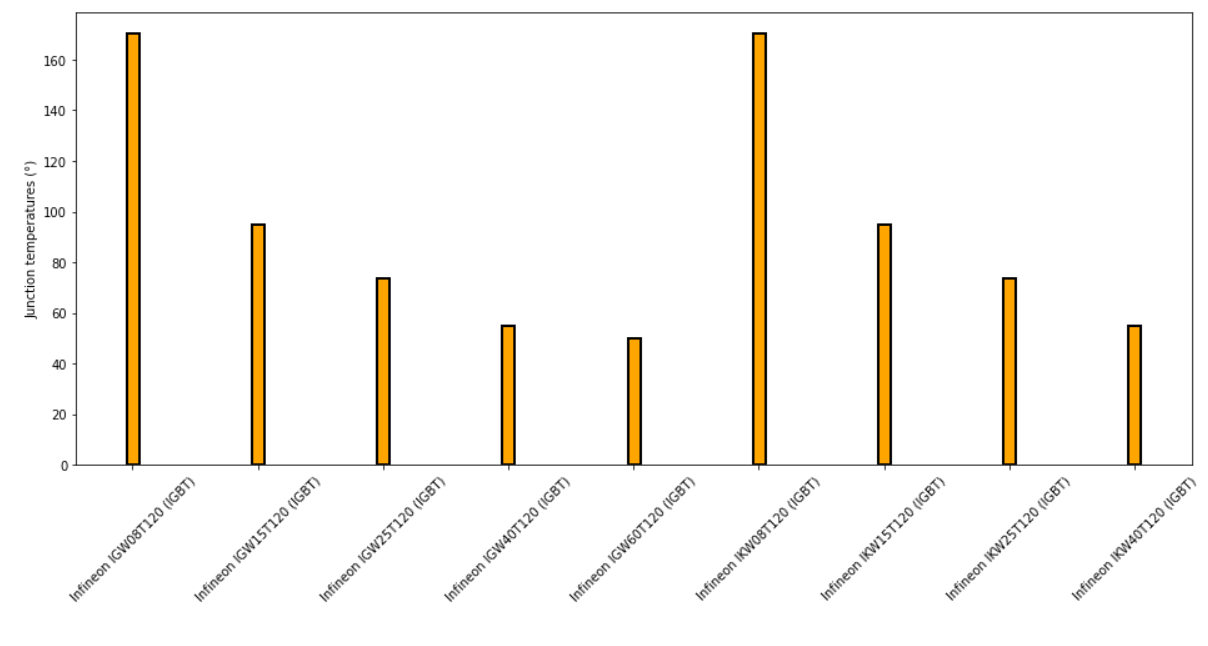 Junction temperatures (°)
160
140
120
100
80
60
40
20
0
Infineon IGW08T120 (IGBT)
Infineon IGW15T120 (IGBT)
Infineon IGW25T120 (IGBT)
Infineon IGW40T120 (IGBT)
Infineon IGW60T120 (IGBT)
Infineon IKW08T120 (IGBT)
Infineon IKW15T120 (IGBT)
Infineon IKW25T120 (IGBT)
Infineon IKW40T120 (IGBT)